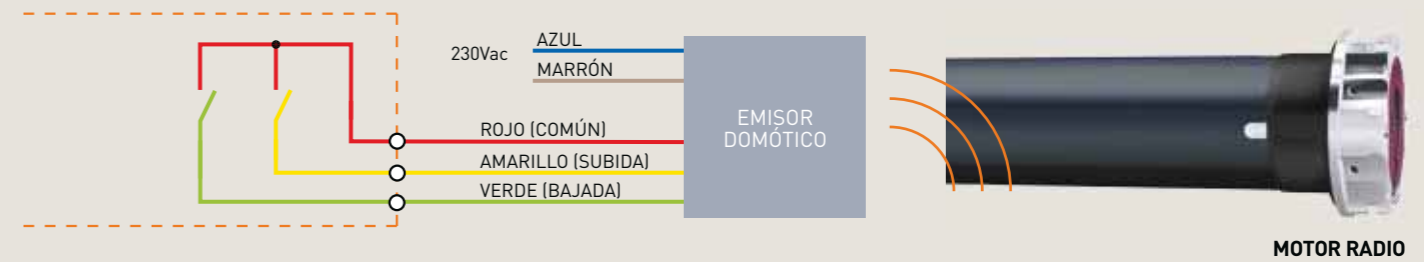 230Vac
AZUL
MARRÓN
ROJO (COMÚN)
AMARILLO (SUBIDA)
VERDE (BAJADA)
EMISOR
DOMÓTICO
MOTOR RADIO